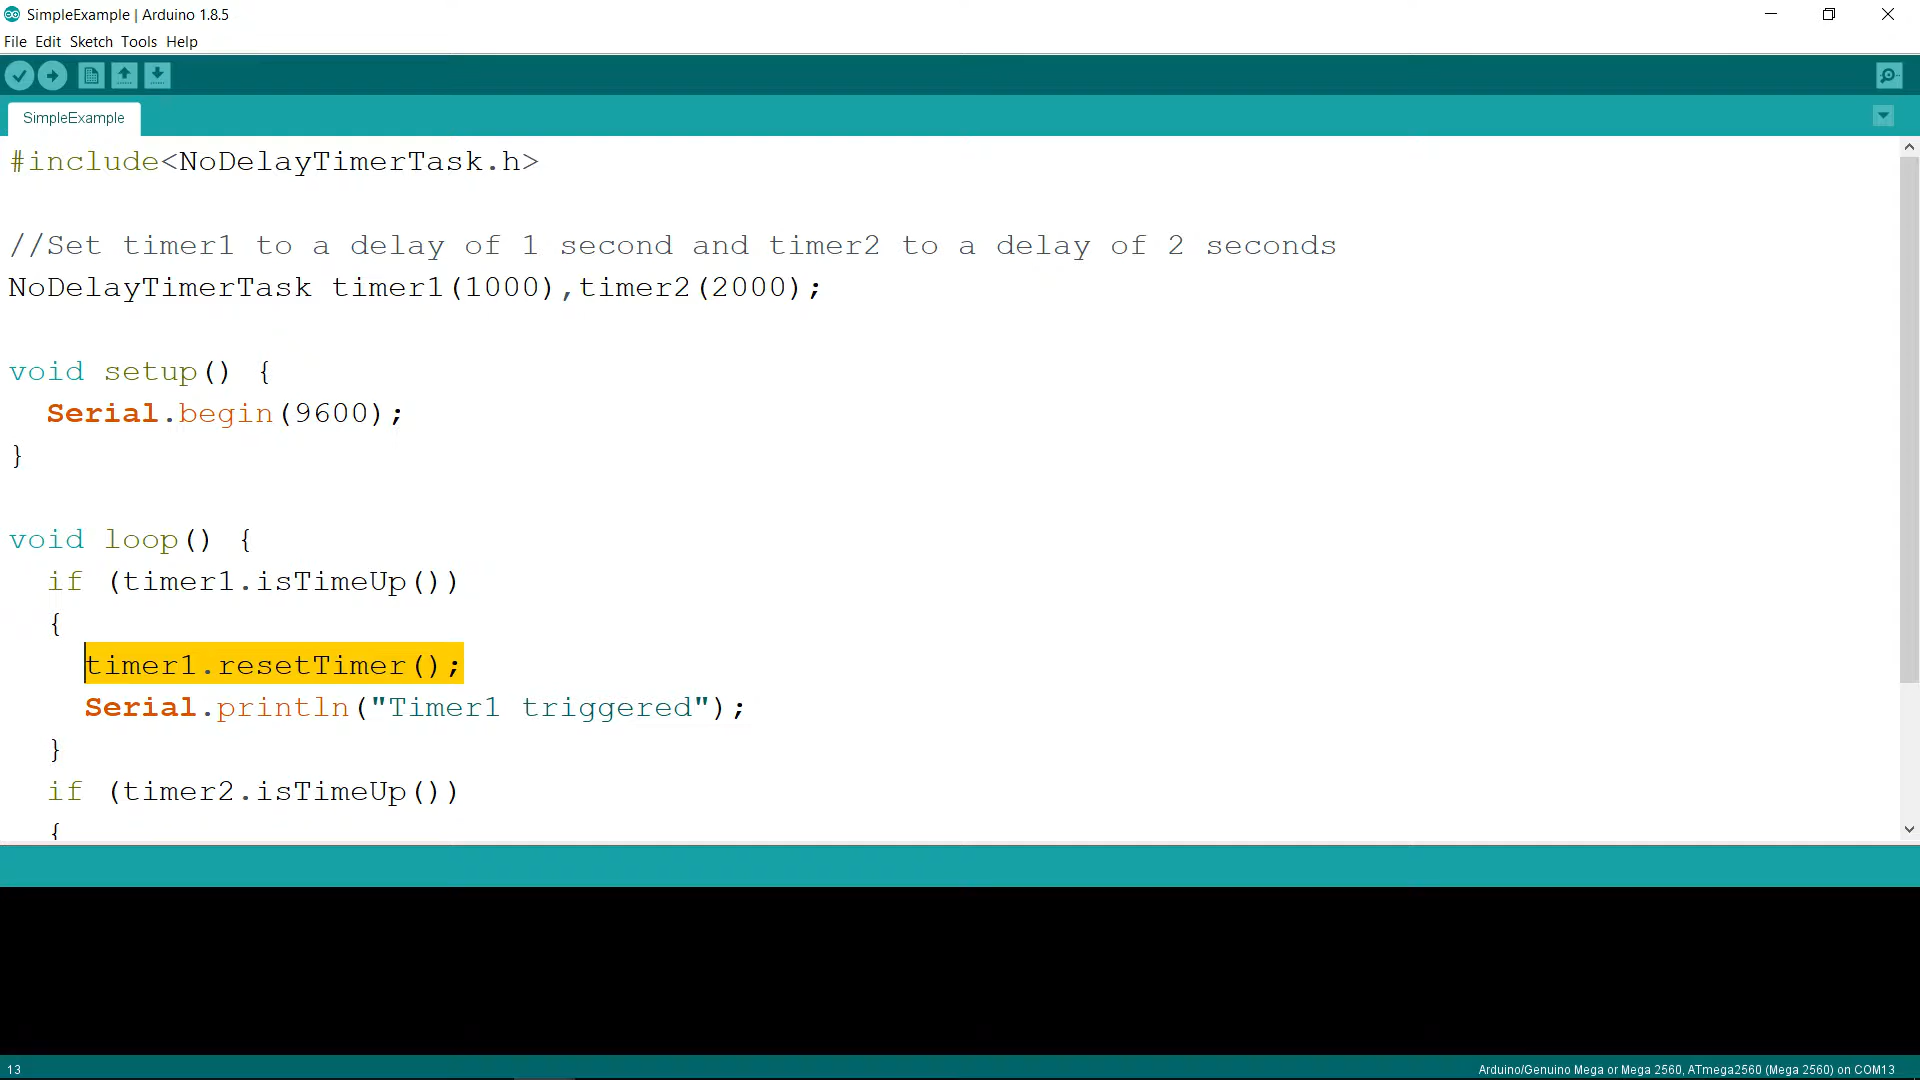 SimpleExample | Arduino 1.8.5
File Edit Sketch Tools Help
SimpleExample
#include<NoDelayTimerTask.h>
//Set timer1 to a delay of 1 second and timer2 to a delay of 2 seconds
NoDelayTimerTask timer1(1000),timer2(2000);
void setup() {
Serial.begin(9600);
}
void loop() {
if (timer1.isTimeUp())
{
timer1.resetTimer();
Serial.println("Timer1 triggered");
}
if (timer2.isTimeUp())
{
13
Arduino/Genuino Mega or Mega 2560, ATmega2560 (Mega 2560) on COM13